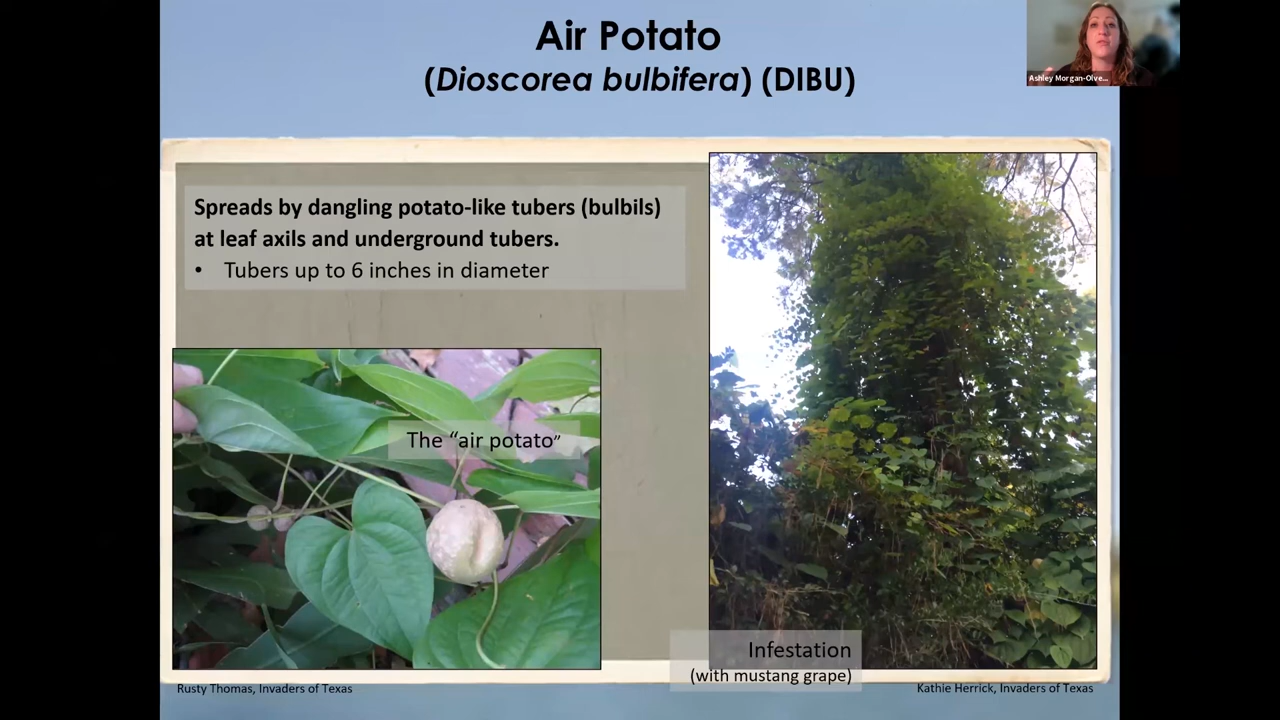 Air Potato
(Dioscorea bulbifera) (DIBU)
Ashley Morgan-Olve...
Spreads by dangling potato-like tubers (bulbils)
at leaf axils and underground tubers.
• Tubers up to 6 inches in diameter
The “air potato”
Infestation
(with mustang grape)
Rusty Thomas, Invaders of Texas
Kathie Herrick, Invaders of Texas